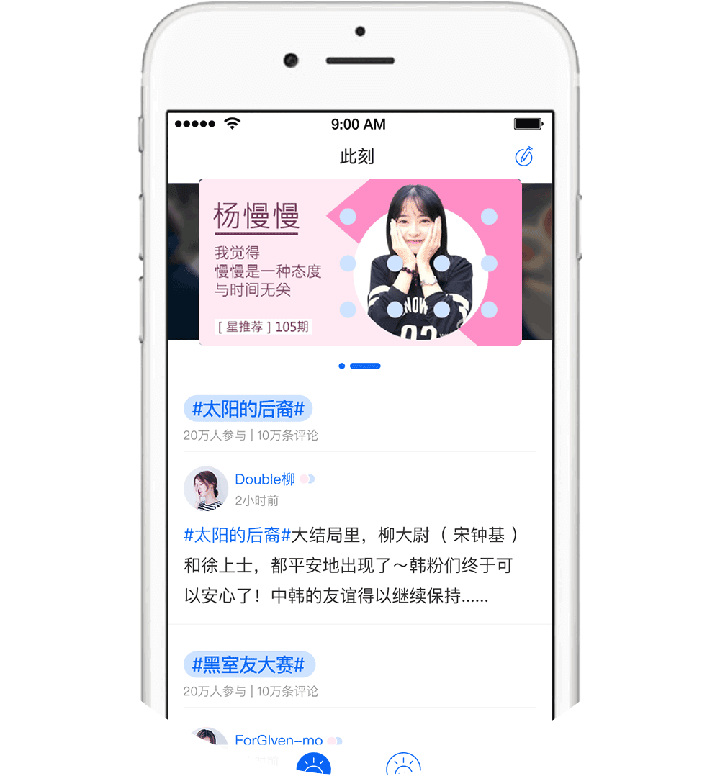 9:00 AM
此刻
杨慢慢
我觉得
慢慢是一种态度
与时间无关
[ 星推荐 ] 105期
#太阳的后裔#
20万人参与 | 10万条评论
Double柳
2小时前
#太阳的后裔#大结局里，柳大尉（ 宋钟基 ）
和徐上士，都平安地出现了～韩粉们终于可
以安心了！中韩的友谊得以继续保持......
#黑室友大赛#
20万人参与 | 10万条评论
ForGIven-mo